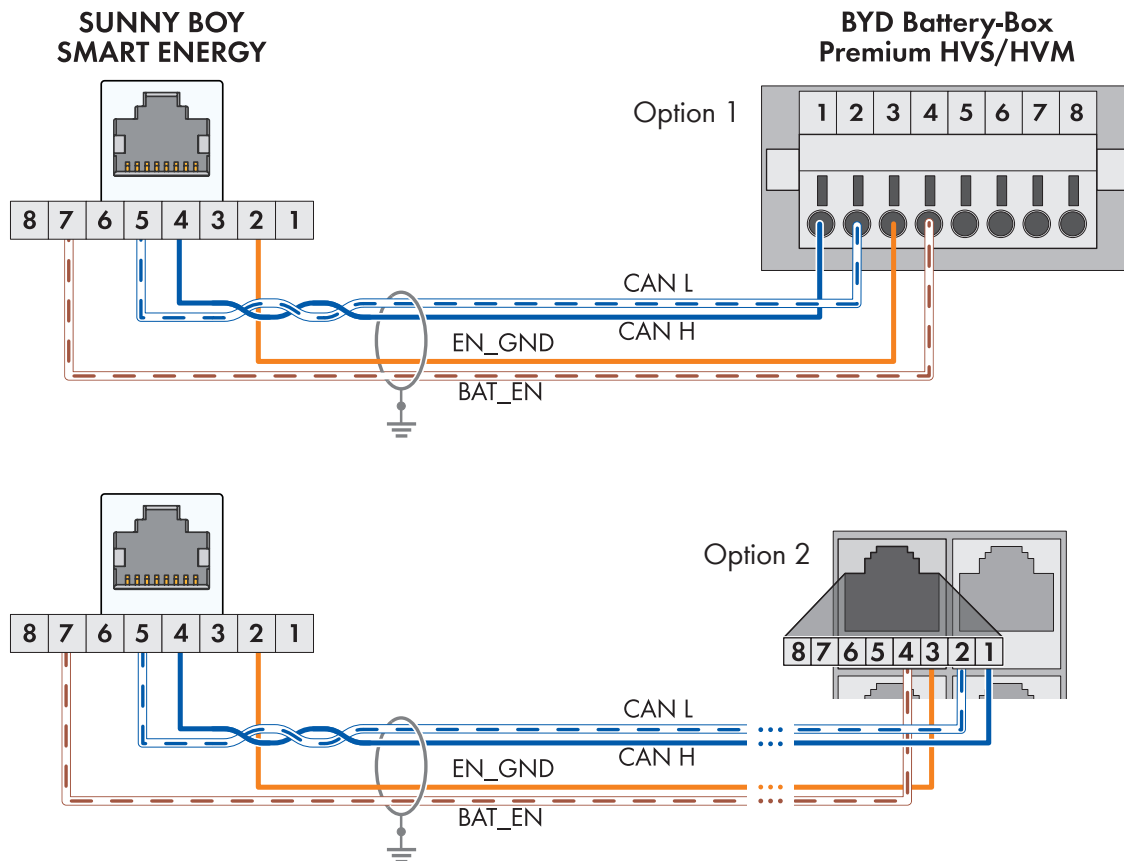 SUNNY BOY
SMART ENERGY
BYD Battery-Box
Premium HVS/HVM
Option 1
1 2 3 4 5 6 7 8
8 7 6 5 4 3 2 1
CAN L
CAN H
EN_GND
BAT_EN
Option 2
8 7 6 5 4 3 2 1
8 7 6 5 4 3 2 1
CAN L
CAN H
EN_GND
BAT_EN